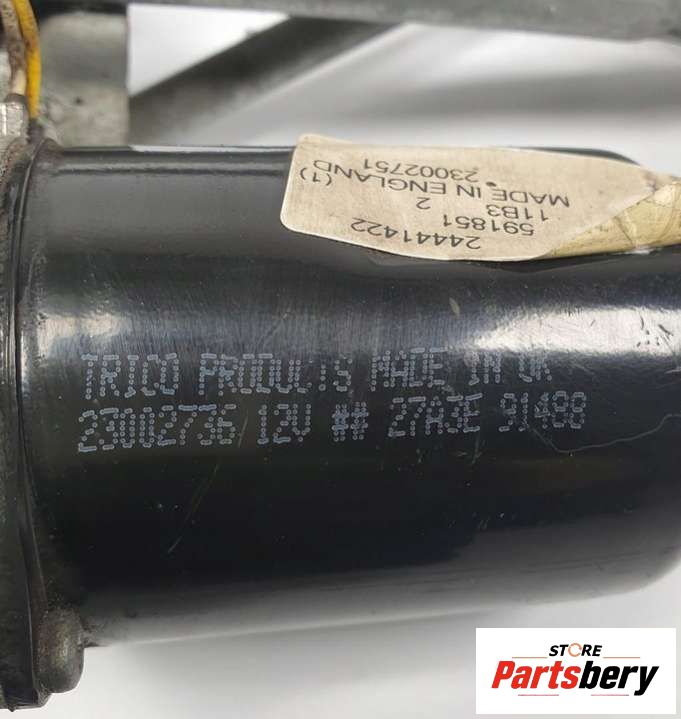 24441422
591851 2
11B3
MADE IN ENGLAND
23002751 (1)
TRICO PRODUCTS MADE IN UK
23002736 12V ## 27A3E 91488
STORE
Partsbery